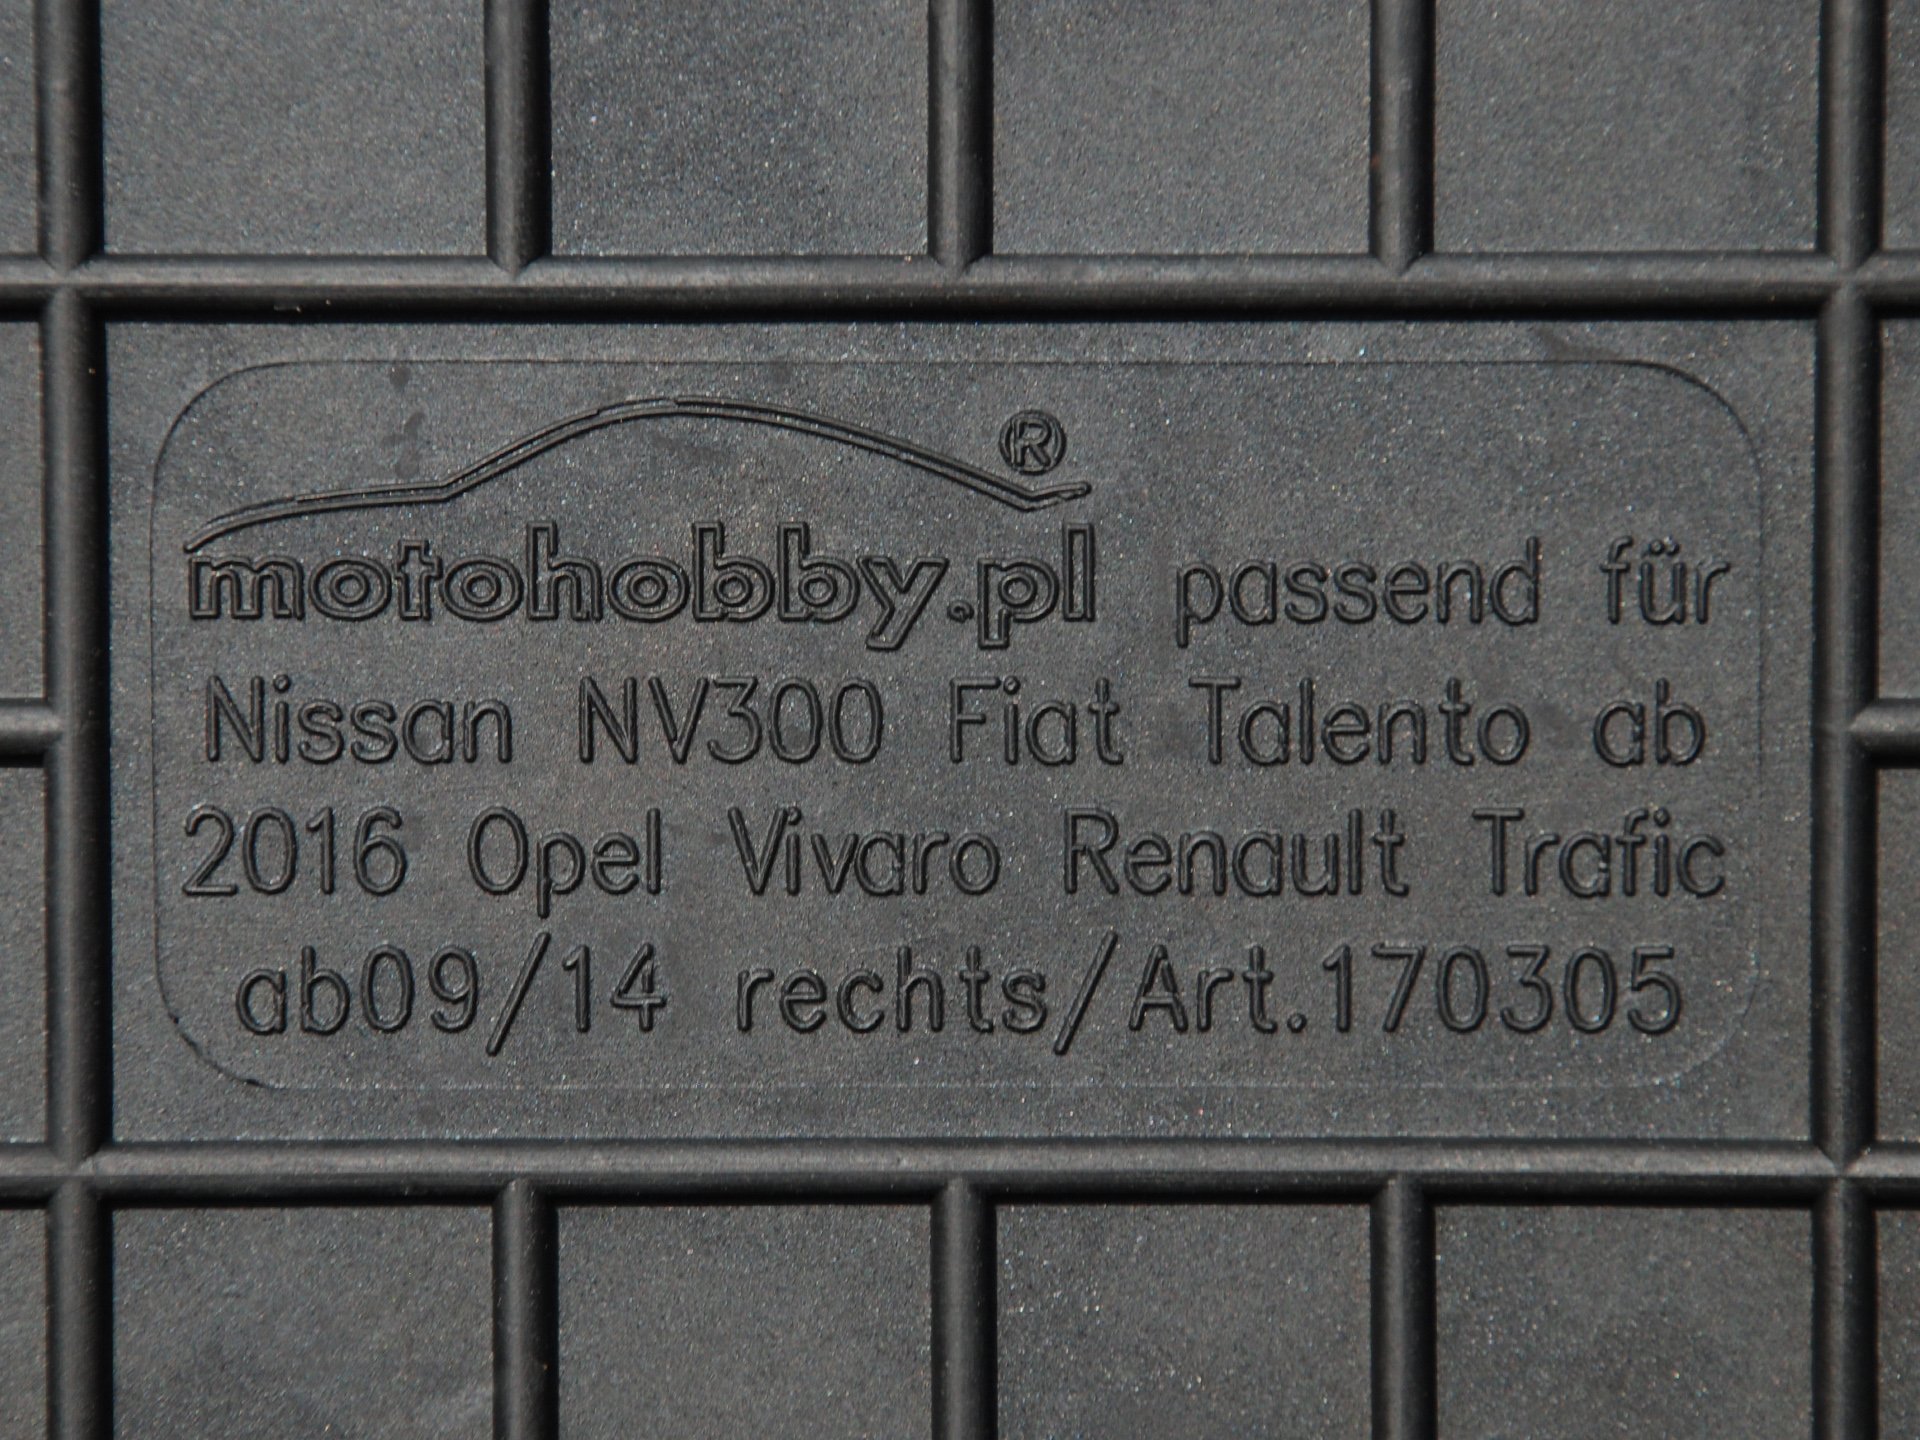 ®
motohobby.pl passend für
Nissan NV300 Fiat Talento ab
2016 Opel Vivaro Renault Trafic
ab09/14 rechts/Art.170305